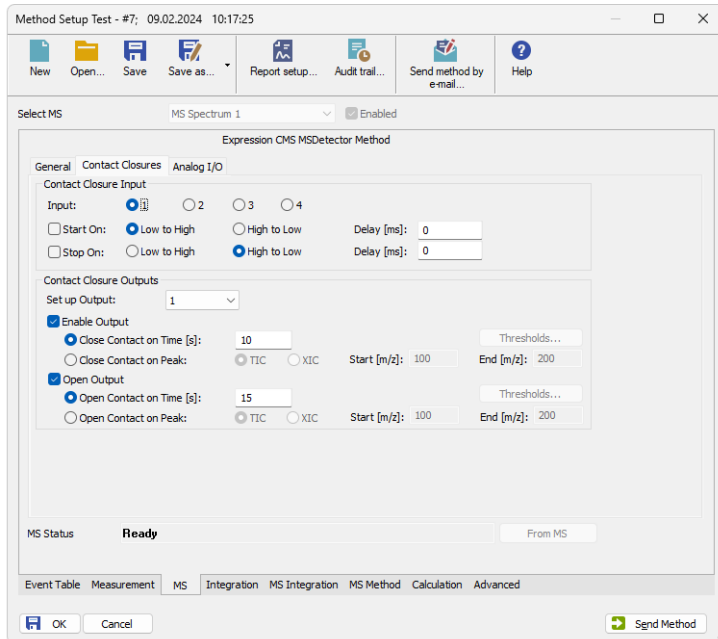 Method Setup Test - #7;   09.02.2024   10:17:25
New Open... Save Save as... Report setup... Audit trail... Send method by e-mail... Help
Select MS MS Spectrum 1 Enabled
Expression CMS MSDetector Method
General Contact Closures Analog I/O
Contact Closure Input
Input: 1 2 3 4
Start On: Low to High High to Low Delay [ms]: 0
Stop On: Low to High High to Low Delay [ms]: 0
Contact Closure Outputs
Set up Output: 1
Enable Output
Close Contact on Time [s]: 10 Thresholds...
Close Contact on Peak: TIC XIC Start [m/z]: 100 End [m/z]: 200
Open Output
Open Contact on Time [s]: 15 Thresholds...
Open Contact on Peak: TIC XIC Start [m/z]: 100 End [m/z]: 200
MS Status Ready From MS
Event Table Measurement MS Integration MS Integration MS Method Calculation Advanced
OK Cancel Send Method